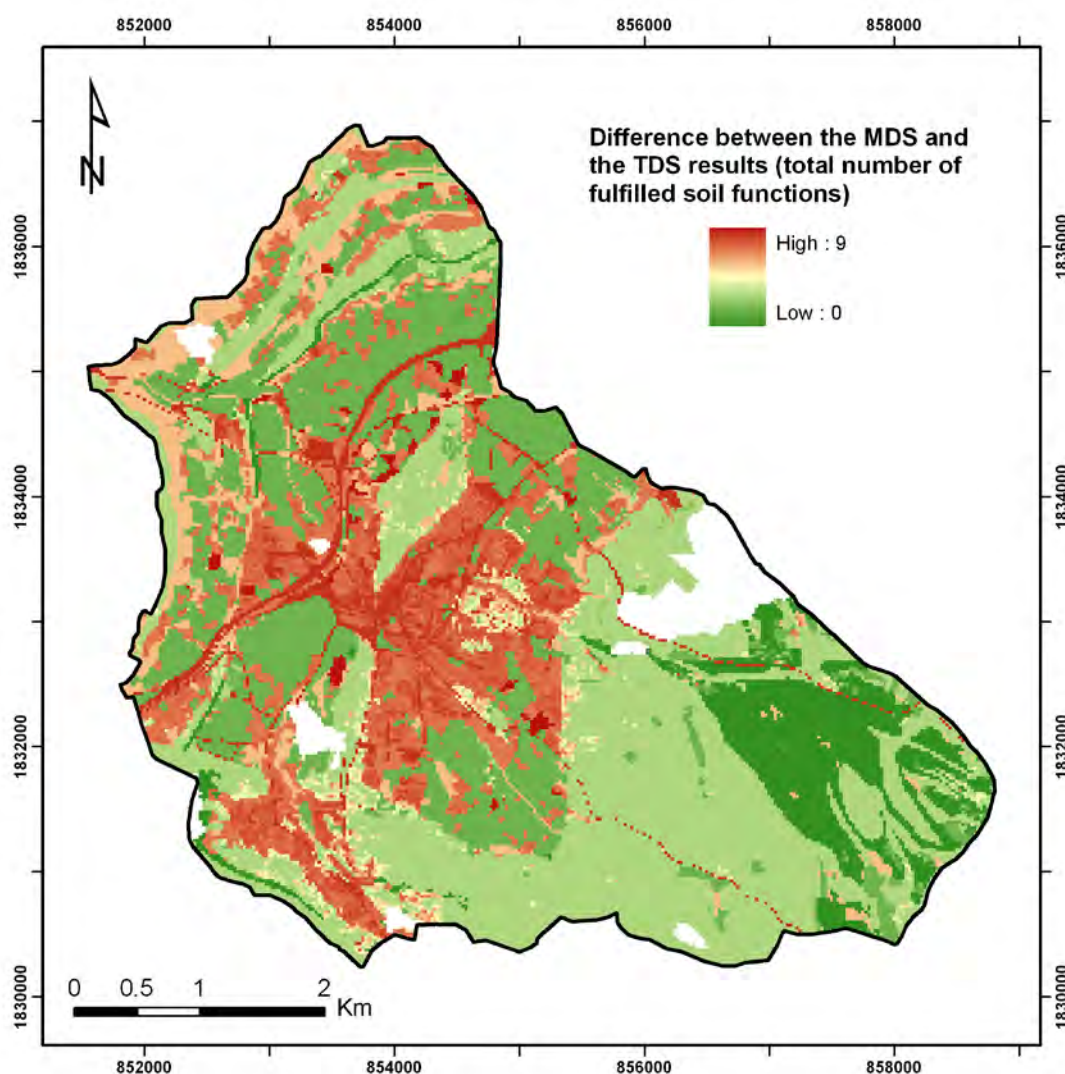 852000 854000 856000 858000
Difference between the MDS and
the TDS results (total number of
fulfilled soil functions)
High : 9
Low : 0
N
1836000 1836000
1834000 1834000
1832000 1832000
1830000 1830000
0 0.5 1 2
Km
852000 854000 856000 858000